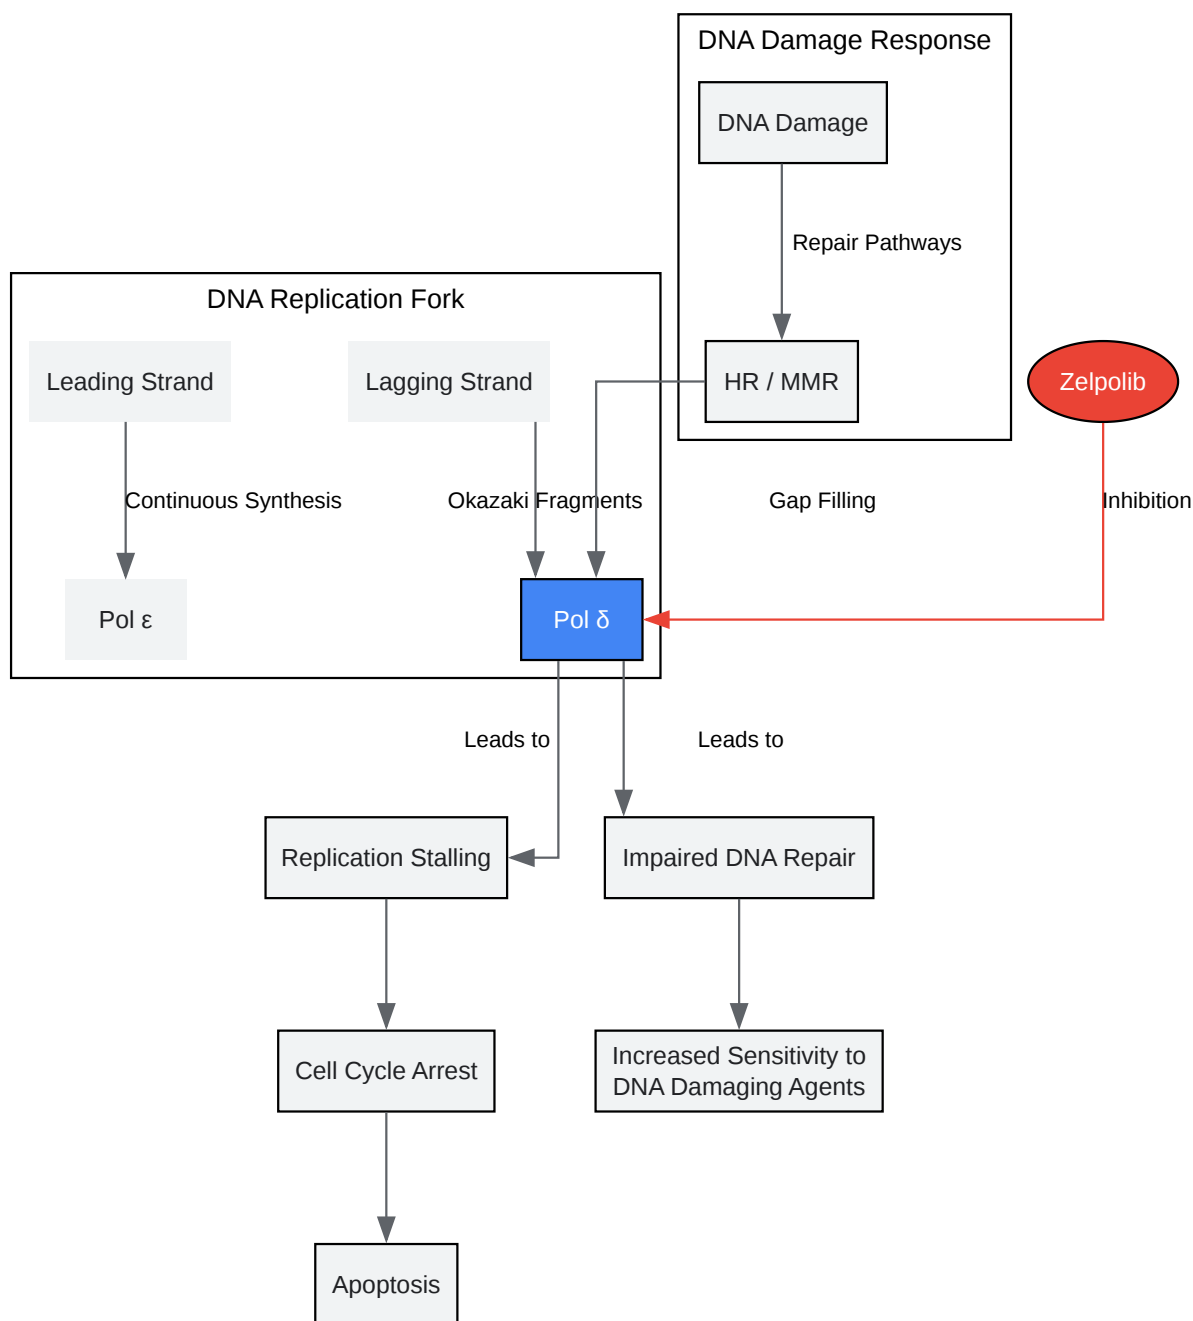 DNA Damage Response
DNA Damage
Repair Pathways
DNA Replication Fork
Leading Strand
Lagging Strand
HR / MMR
Zelpolib
Continuous Synthesis
Okazaki Fragments
Gap Filling
Inhibition
Pol ε
Pol δ
Leads to
Leads to
Replication Stalling
Impaired DNA Repair
Cell Cycle Arrest
Increased Sensitivity to
DNA Damaging Agents
Apoptosis